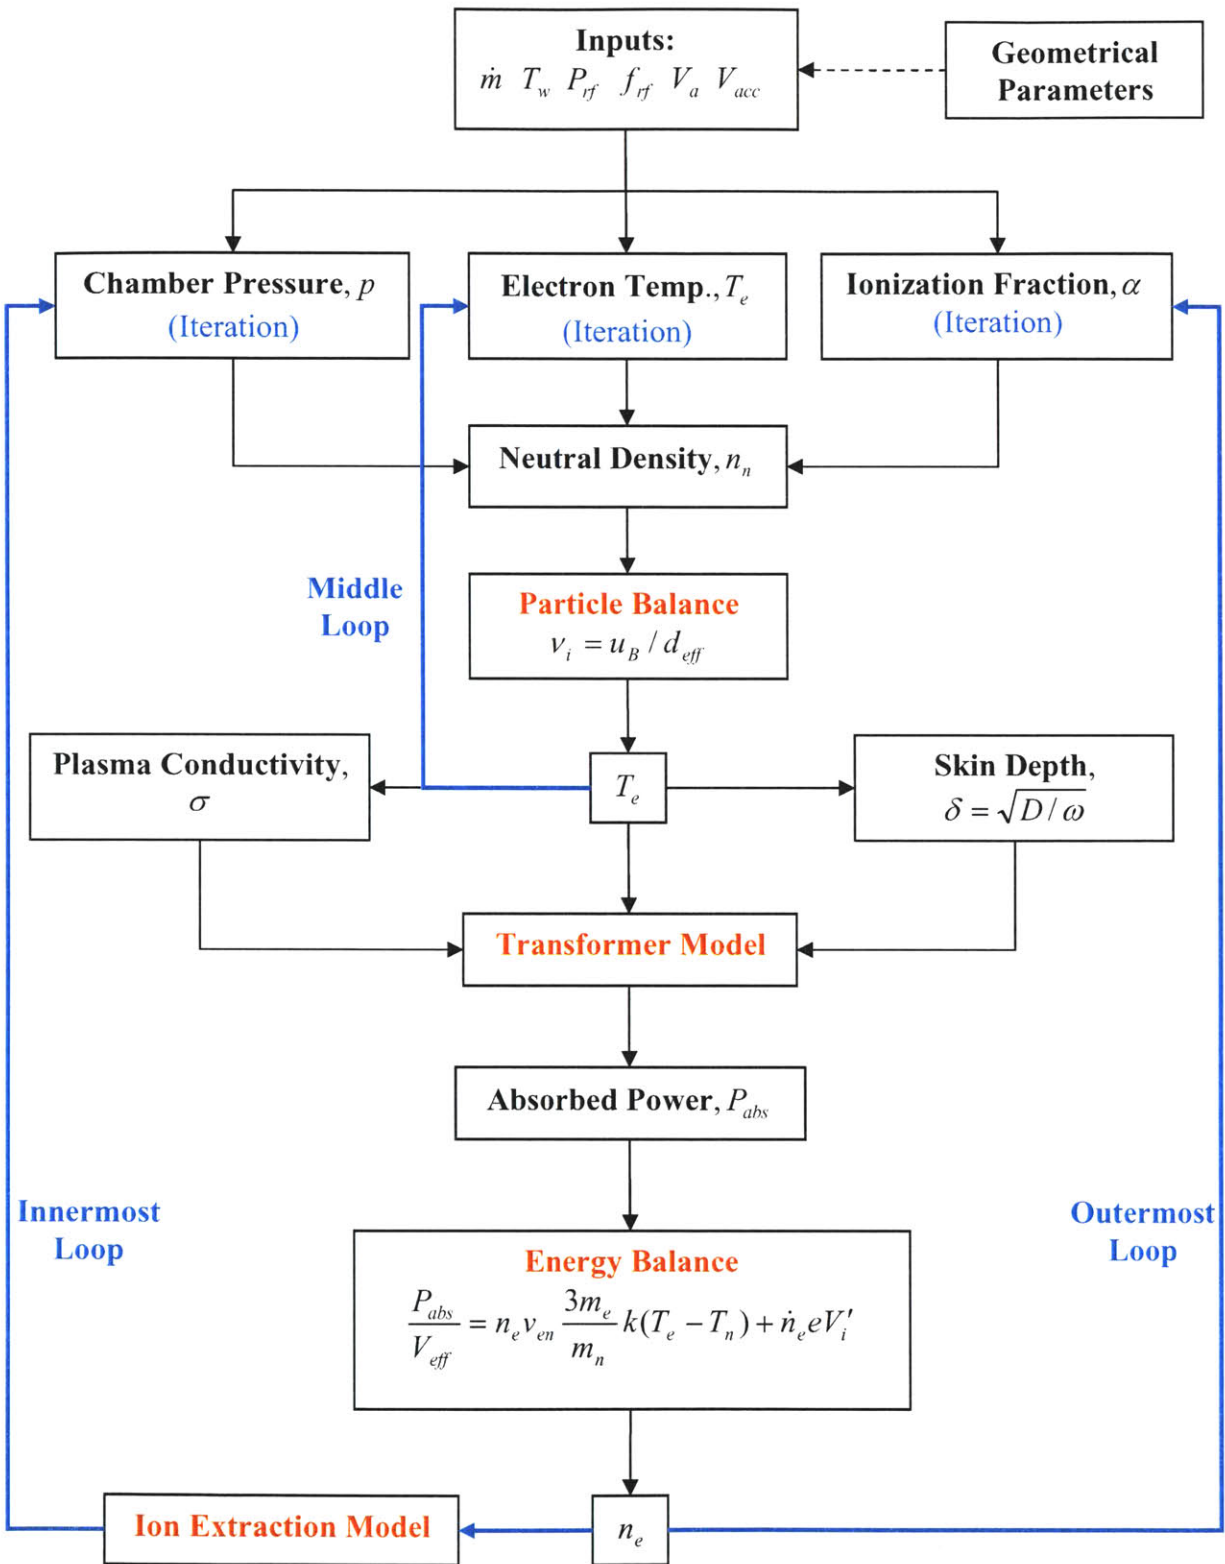 Inputs:
ṁ T_w P_rf f_rf V_a V_acc
Geometrical
Parameters
Chamber Pressure, p
(Iteration)
Electron Temp., T_e
(Iteration)
Ionization Fraction, α
(Iteration)
Neutral Density, n_n
Middle
Loop
Particle Balance
ν_i = u_B / d_eff
Plasma Conductivity,
σ
T_e
Skin Depth,
δ = √(D/ω)
Transformer Model
Absorbed Power, P_abs
Innermost
Loop
Outermost
Loop
Energy Balance
P_abs/V_eff = n_e ν_en (3m_e/m_n) k(T_e − T_n) + ṅ_e eV_i′
Ion Extraction Model
n_e